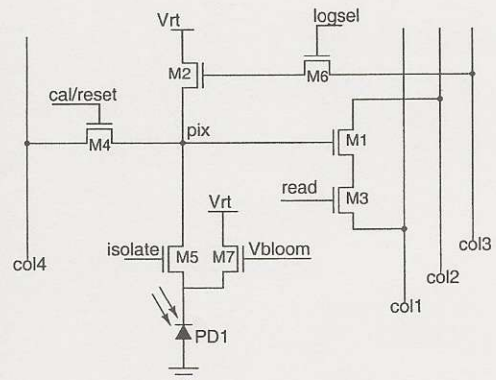 Vrt
logsel
M2
M6
cal/reset
M4
pix
M1
read
M3
Vrt
isolate
M5
M7
Vbloom
col4
col3
col2
col1
PD1